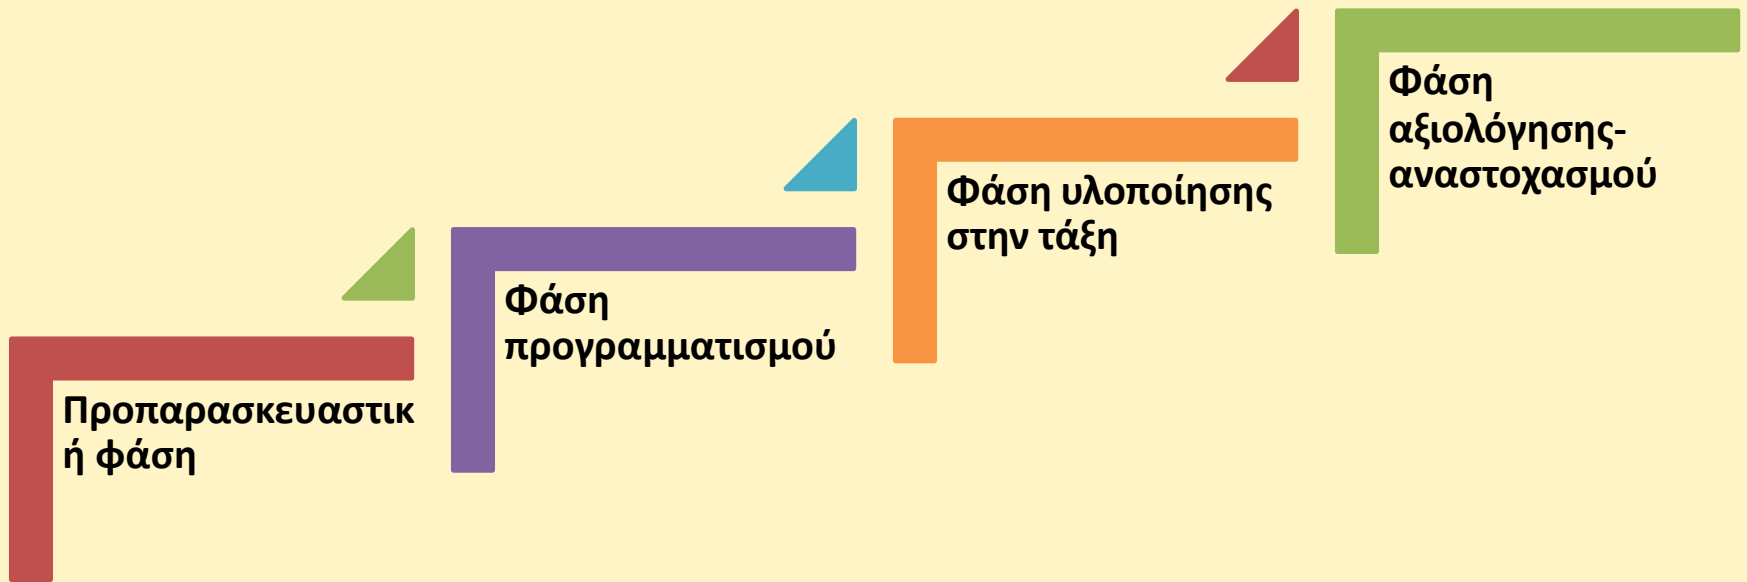 Προπαρασκευαστικ
ή φάση
Φάση
προγραμματισμού
Φάση υλοποίησης
στην τάξη
Φάση
αξιολόγησης-
αναστοχασμού